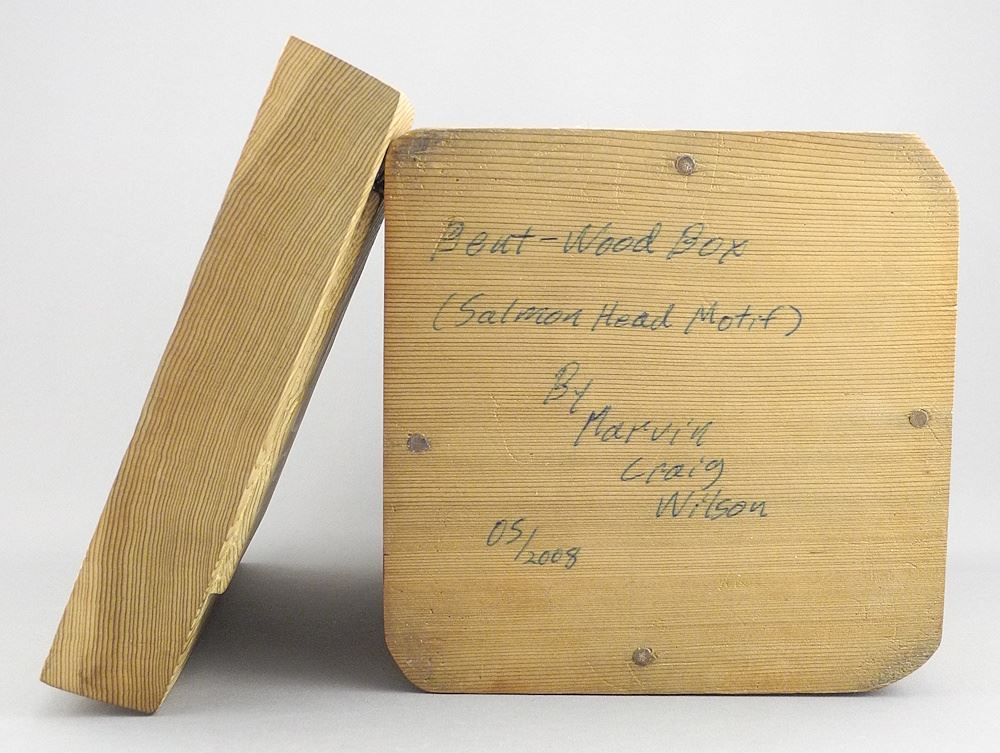 Bent-Wood Box
(Salmon Head Motif)
By
Marvin
Craig
Wilson
05/2008